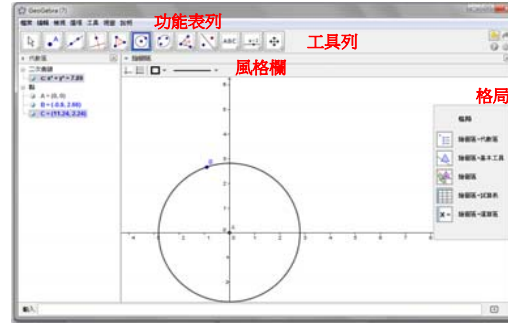 GeoGebra (7)
檔案 編輯 檢視 選項 工具 視窗 說明
功能表列
ABC
工具列
代數區
繪圖區
風格欄
格局
二次曲線
c: x² + y² = 7.89
點
A = (0, 0)
B = (-0.9, 2.66)
C = (11.24, 2.24)
格局
繪圖區-代數區
繪圖區-基本工具
繪圖區
繪圖區-試算表
繪圖區-運算區
輸入: